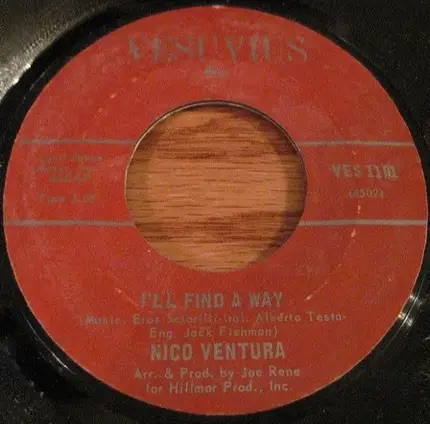 VESUVIUS
VES 1101
(4502)
I'LL FIND A WAY
(Music, Eros Sciorilli-Ital. Alberto Testa-
Eng. Jack Fishman)
NICO VENTURA
Arr. & Prod. by Joe Rene
for Hillmar Prod., Inc.